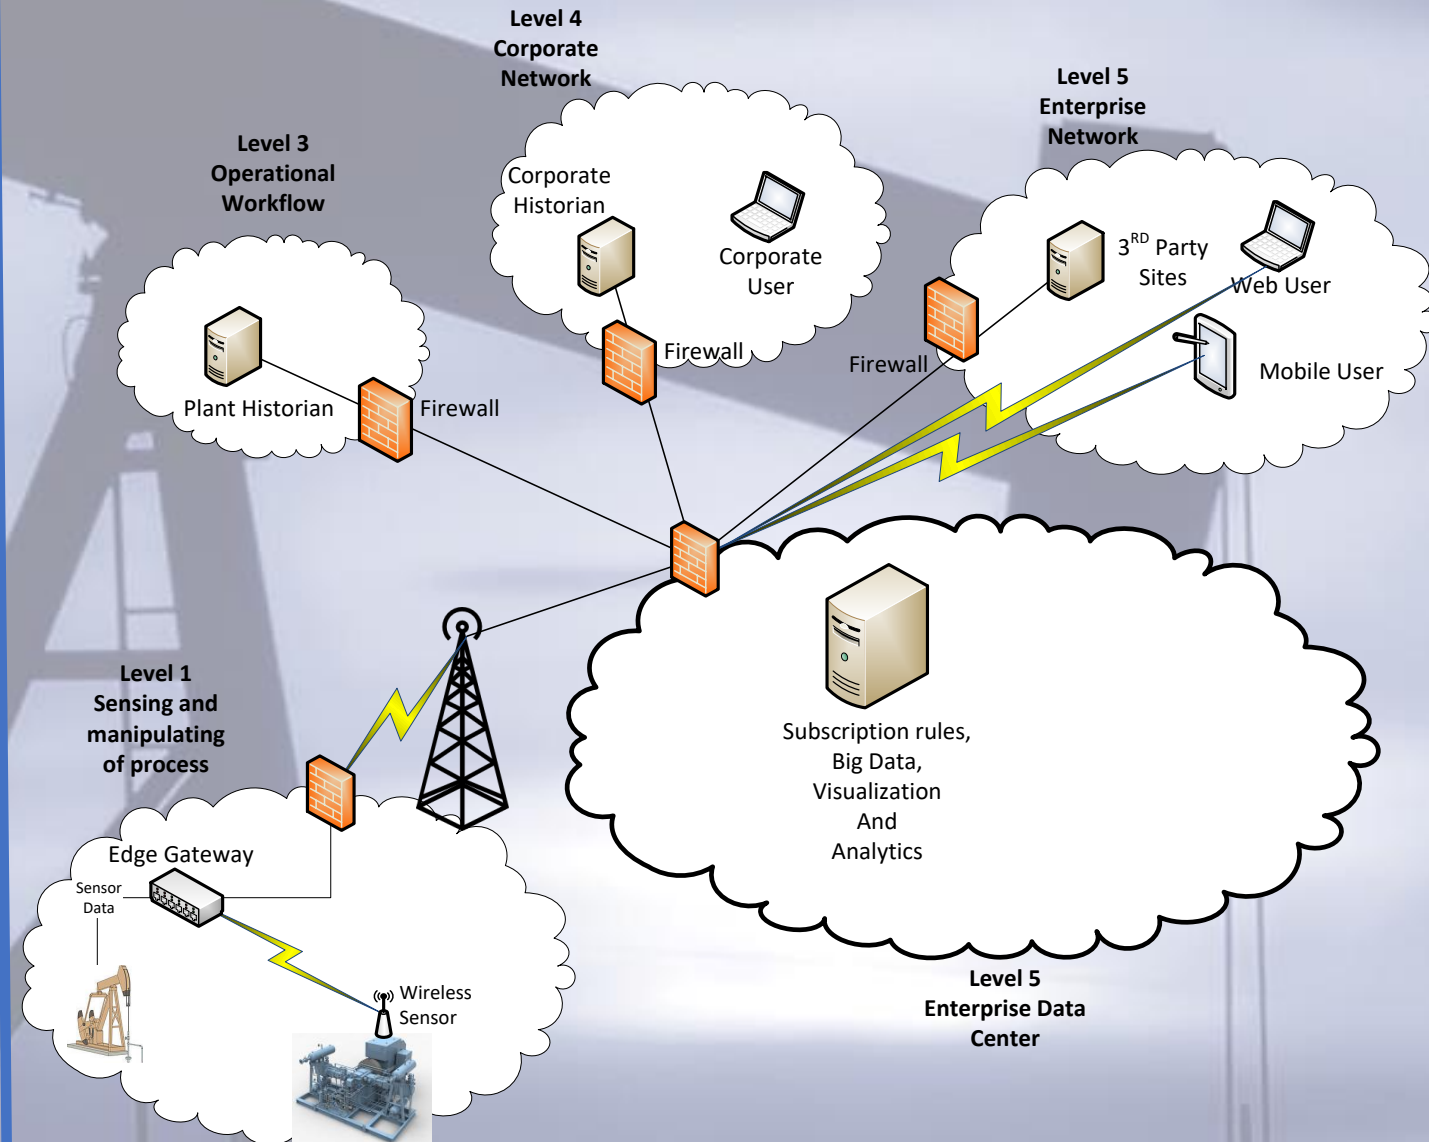 Level 4
Corporate
Network
Level 5
Enterprise
Network
Level 3
Operational
Workflow
Corporate
Historian
Corporate
User
3RD Party
Sites
Web User
Firewall
Firewall
Mobile User
Plant Historian
Firewall
Level 1
Sensing and
manipulating
of process
Subscription rules,
Big Data,
Visualization
And
Analytics
Edge Gateway
Sensor
Data
Wireless
Sensor
Level 5
Enterprise Data
Center